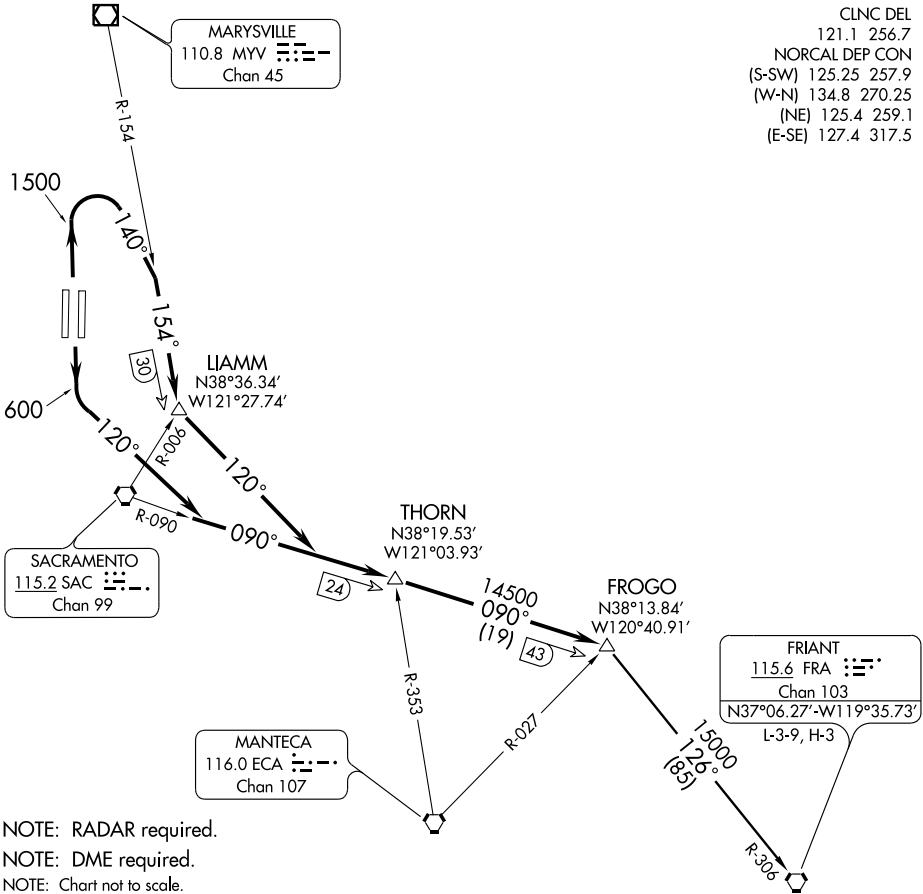 MARYSVILLE
110.8 MYV
Chan 45
CLNC DEL
121.1 256.7
NORCAL DEP CON
(S-SW) 125.25 257.9
(W-N) 134.8 270.25
(NE) 125.4 259.1
(E-SE) 127.4 317.5
R-154
1500
140°
154°
30
LIAMM
N38°36.34′
W121°27.74′
600
120°
R-006
120°
R-090
090°
SACRAMENTO
115.2 SAC
Chan 99
THORN
N38°19.53′
W121°03.93′
24
14500
090°
(19)
43
FROGO
N38°13.84′
W120°40.91′
R-353
R-027
MANTECA
116.0 ECA
Chan 107
FRIANT
115.6 FRA
Chan 103
N37°06.27′-W119°35.73′
L-3-9, H-3
15000
126°
(85)
R-306
NOTE: RADAR required.
NOTE: DME required.
NOTE: Chart not to scale.